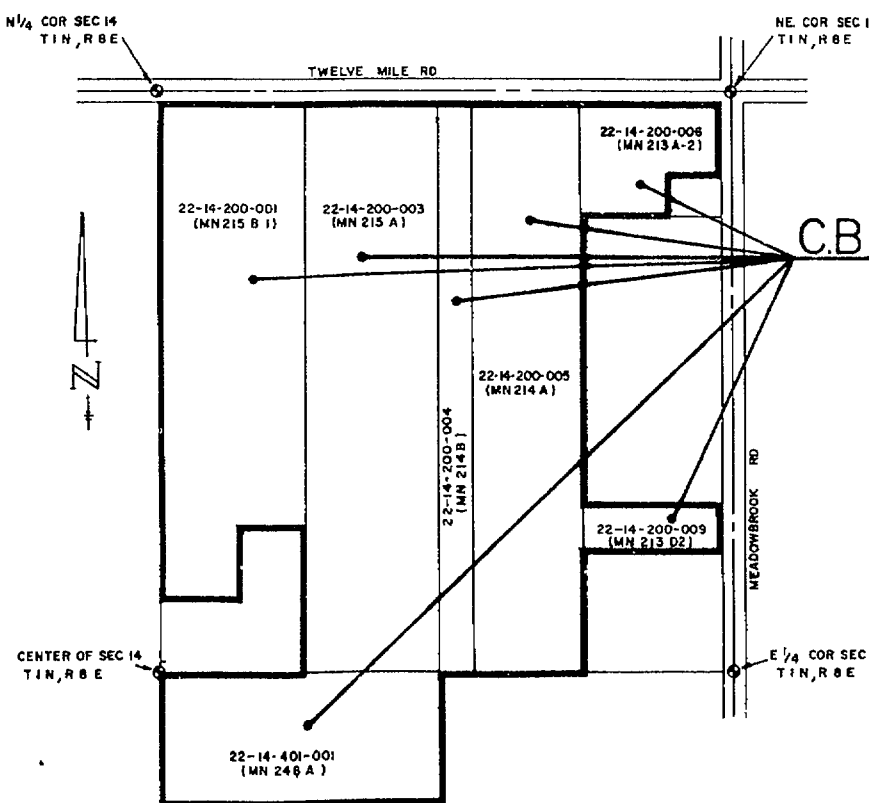 N 1/4 COR SEC 14
T1N, R8E
NE. COR SEC 1
T1N, R8E
TWELVE MILE RD
22-14-200-006
(MN 213 A-2)
22-14-200-001
(MN 215 B 1)
22-14-200-003
(MN 215 A)
C.B
N
22-14-200-005
(MN 214 A)
22-14-200-004
(MN 214 B)
22-14-200-009
(MN 213 D2)
MEADOWBROOK RD
CENTER OF SEC 14
T1N, R8E
E 1/4 COR SEC
T1N, R8E
22-14-401-001
(MN 248 A)